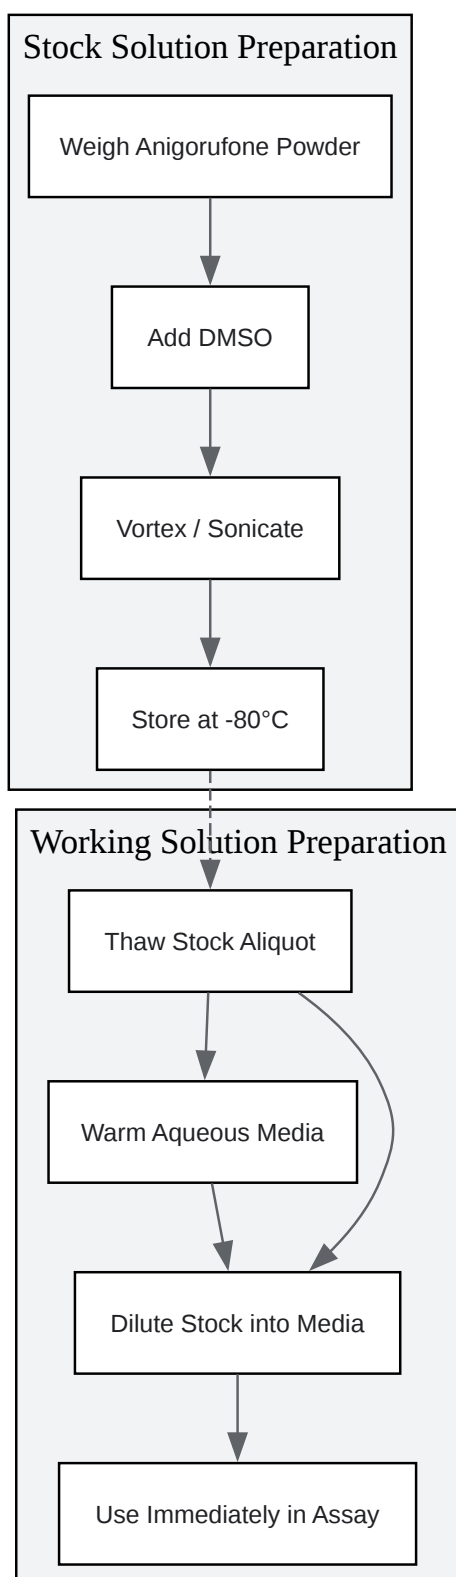 Stock Solution Preparation
Weigh Anigorufone Powder
Add DMSO
Vortex / Sonicate
Store at -80°C
Working Solution Preparation
Thaw Stock Aliquot
Warm Aqueous Media
Dilute Stock into Media
Use Immediately in Assay